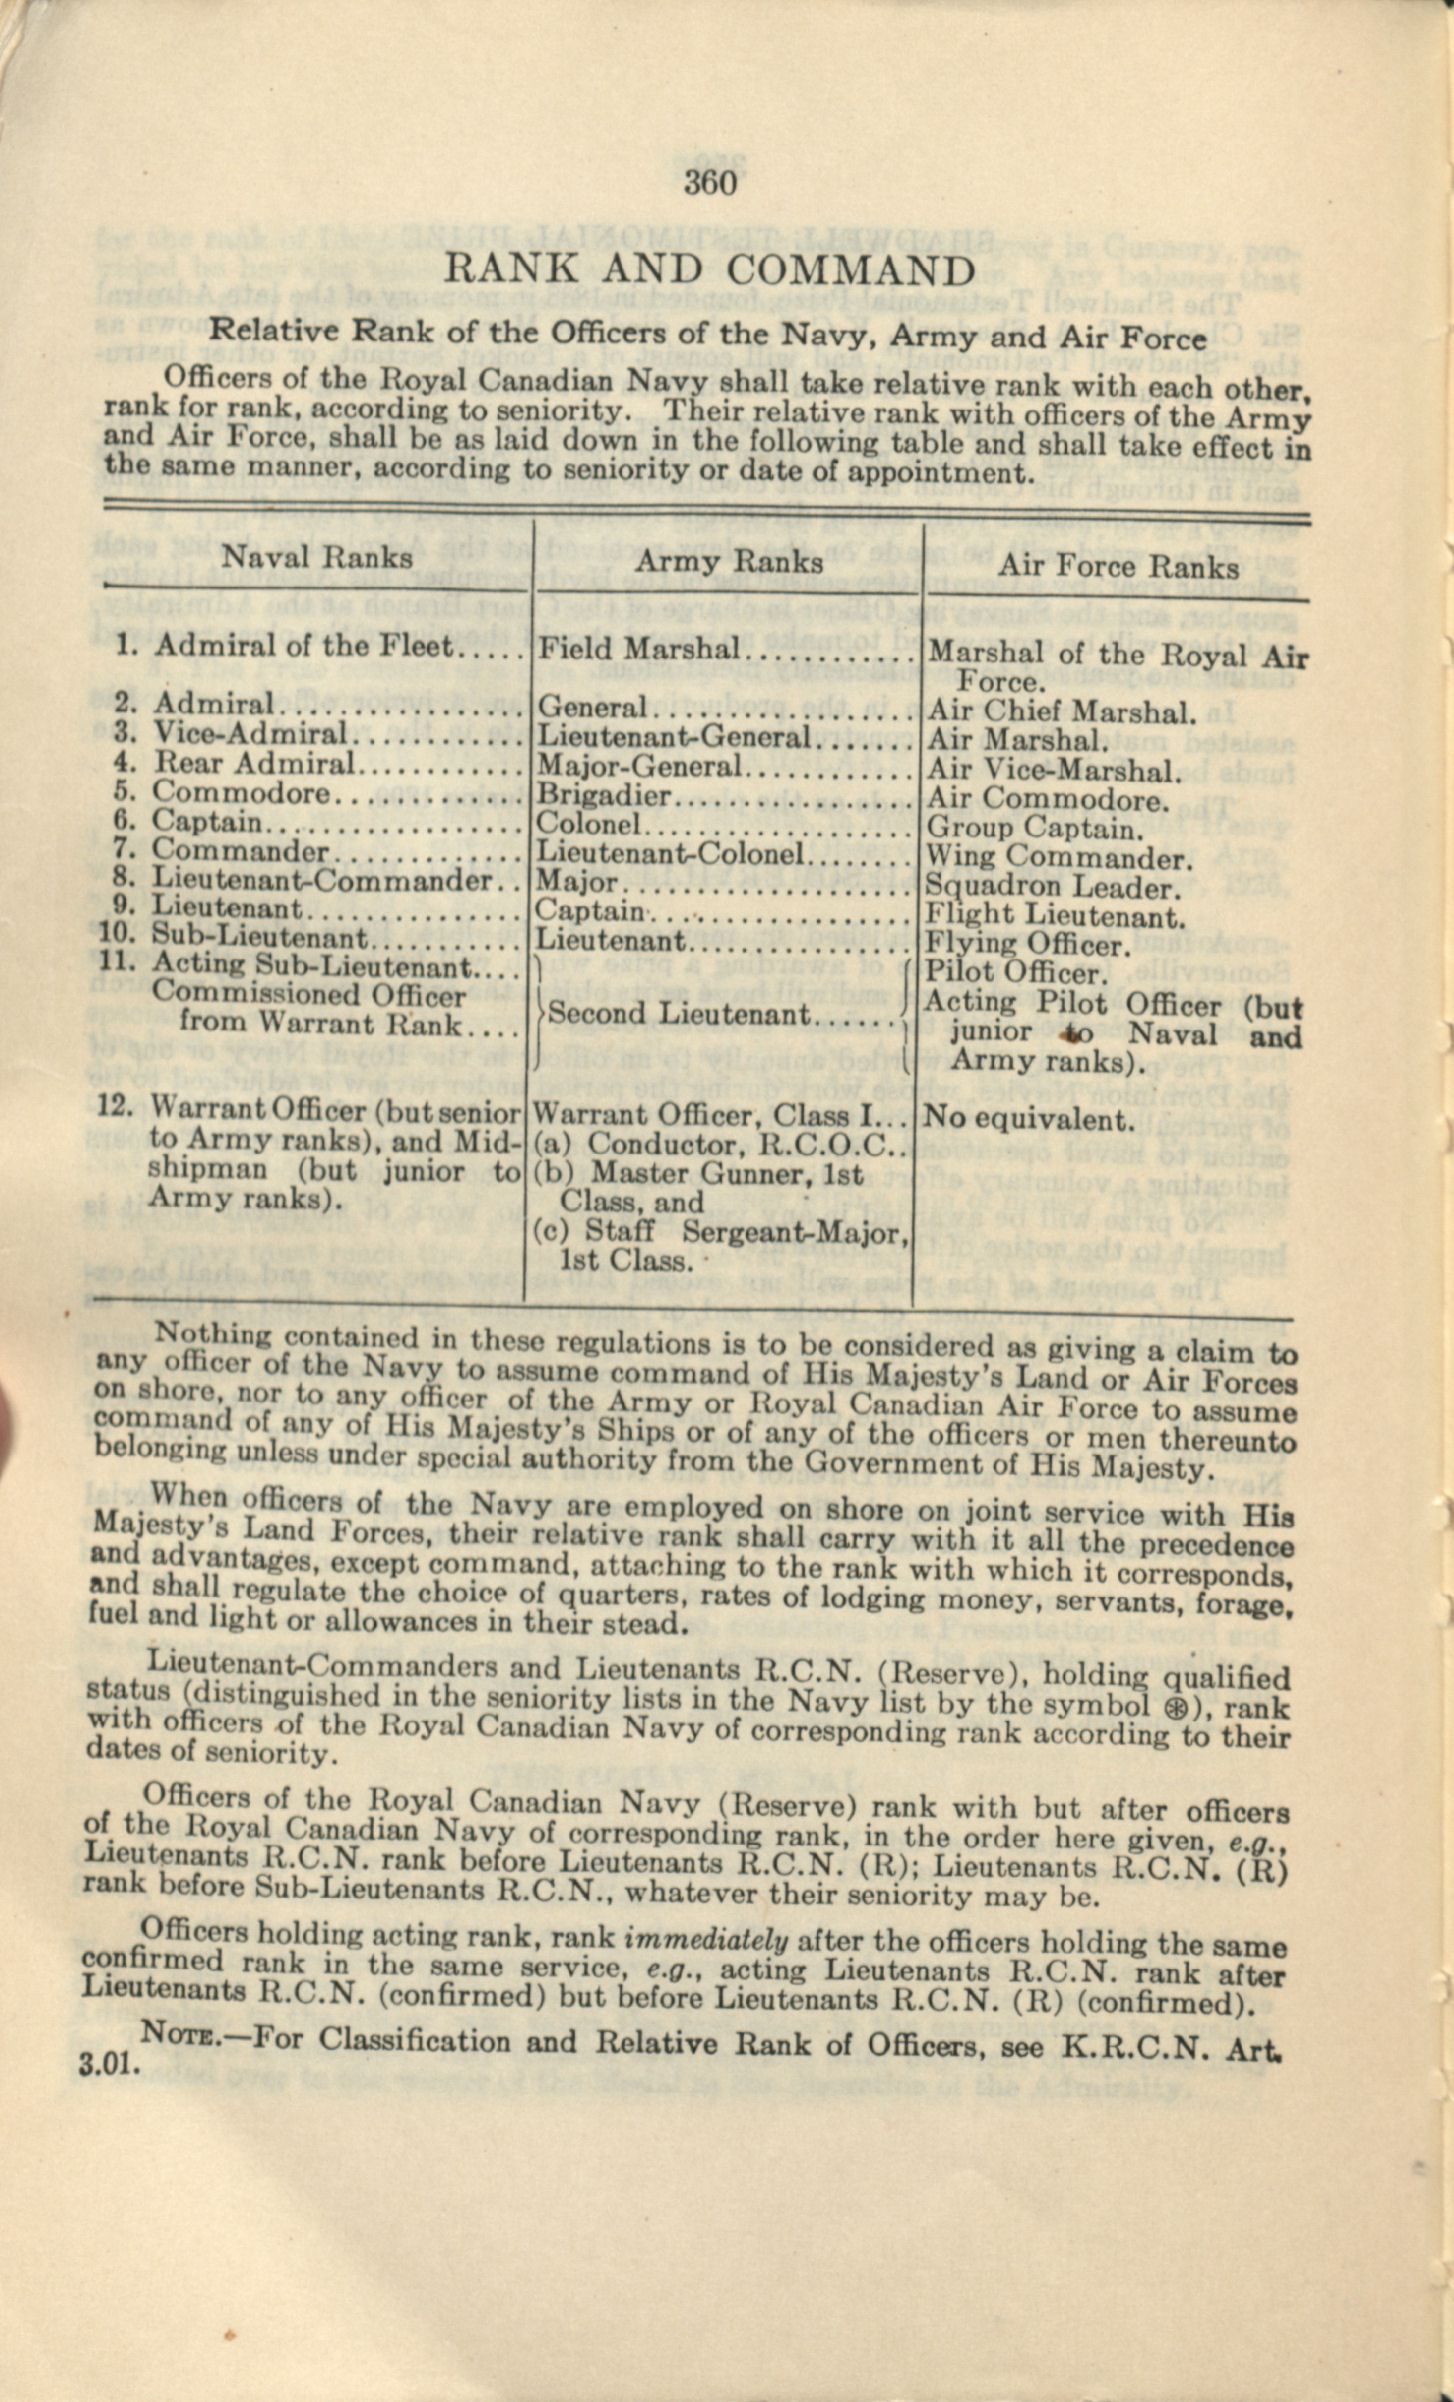 360
RANK AND COMMAND
Relative Rank of the Officers of the Navy, Army and Air Force
Officers of the Royal Canadian Navy shall take relative rank with each other,
rank for rank, according to seniority. Their relative rank with officers of the Army
and Air Force, shall be as laid down in the following table and shall take effect in
the same manner, according to seniority or date of appointment.
Naval Ranks | Army Ranks | Air Force Ranks
1. Admiral of the Fleet..... | Field Marshal............ | Marshal of the Royal Air
Force.
2. Admiral................ | General.................. | Air Chief Marshal.
3. Vice-Admiral........... | Lieutenant-General....... | Air Marshal.
4. Rear Admiral........... | Major-General............ | Air Vice-Marshal.
5. Commodore............. | Brigadier................ | Air Commodore.
6. Captain................. | Colonel.................. | Group Captain.
7. Commander............. | Lieutenant-Colonel....... | Wing Commander.
8. Lieutenant-Commander.. | Major................... | Squadron Leader.
9. Lieutenant.............. | Captain................. | Flight Lieutenant.
10. Sub-Lieutenant.......... | Lieutenant............... | Flying Officer.
11. Acting Sub-Lieutenant.... | Pilot Officer.
Commissioned Officer
from Warrant Rank.... | Second Lieutenant...... | Acting Pilot Officer (but
junior to Naval and
Army ranks).
12. Warrant Officer (but senior | Warrant Officer, Class I... | No equivalent.
to Army ranks), and Mid- | (a) Conductor, R.C.O.C..
shipman (but junior to | (b) Master Gunner, 1st
Army ranks). | Class, and
(c) Staff Sergeant-Major,
1st Class.
Nothing contained in these regulations is to be considered as giving a claim to
any officer of the Navy to assume command of His Majesty's Land or Air Forces
on shore, nor to any officer of the Army or Royal Canadian Air Force to assume
command of any of His Majesty's Ships or of any of the officers or men thereunto
belonging unless under special authority from the Government of His Majesty.
When officers of the Navy are employed on shore on joint service with His
Majesty's Land Forces, their relative rank shall carry with it all the precedence
and advantages, except command, attaching to the rank with which it corresponds,
and shall regulate the choice of quarters, rates of lodging money, servants, forage,
fuel and light or allowances in their stead.
Lieutenant-Commanders and Lieutenants R.C.N. (Reserve), holding qualified
status (distinguished in the seniority lists in the Navy list by the symbol ⊛), rank
with officers of the Royal Canadian Navy of corresponding rank according to their
dates of seniority.
Officers of the Royal Canadian Navy (Reserve) rank with but after officers
of the Royal Canadian Navy of corresponding rank, in the order here given, e.g.,
Lieutenants R.C.N. rank before Lieutenants R.C.N. (R); Lieutenants R.C.N. (R)
rank before Sub-Lieutenants R.C.N., whatever their seniority may be.
Officers holding acting rank, rank immediately after the officers holding the same
confirmed rank in the same service, e.g., acting Lieutenants R.C.N. rank after
Lieutenants R.C.N. (confirmed) but before Lieutenants R.C.N. (R) (confirmed).
NOTE.—For Classification and Relative Rank of Officers, see K.R.C.N. Art.
3.01.